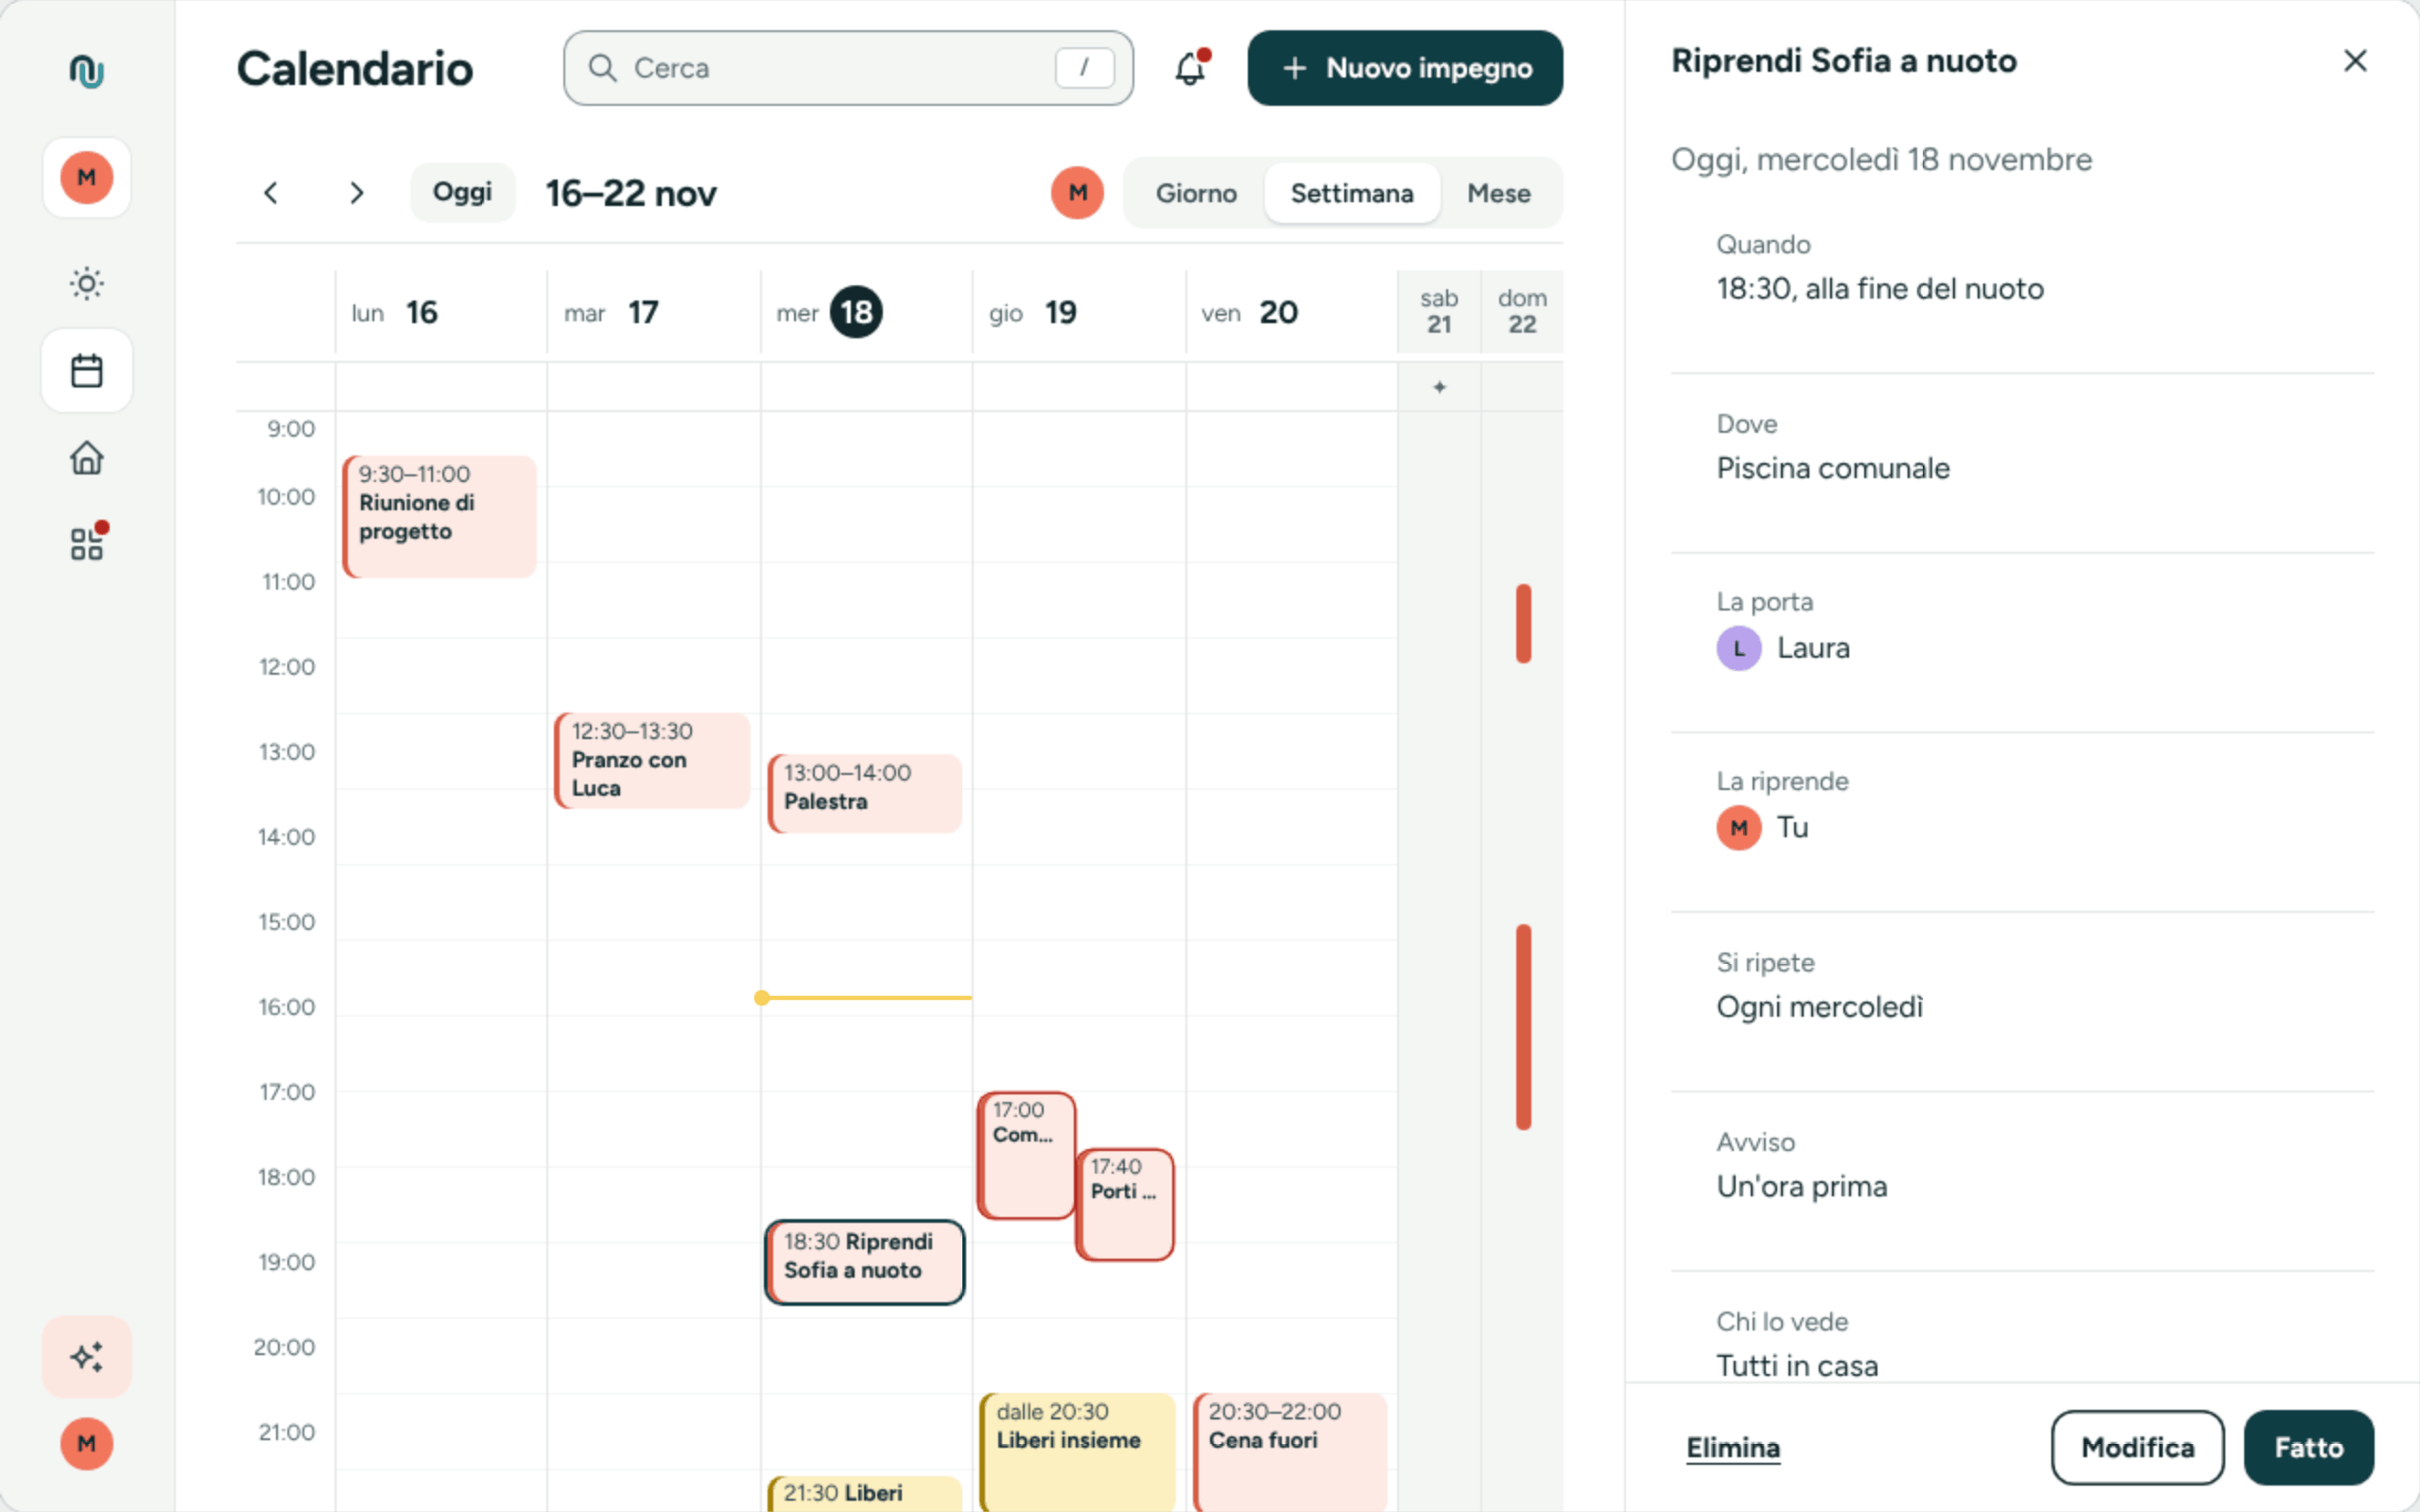 Calendario
Cerca
/
+ Nuovo impegno
M
Oggi
16–22 nov
M
Giorno
Settimana
Mese
lun 16
mar 17
mer 18
gio 19
ven 20
sab
21
dom
22
9:00
10:00
11:00
12:00
13:00
14:00
15:00
16:00
17:00
18:00
19:00
20:00
21:00
9:30–11:00
Riunione di
progetto
12:30–13:30
Pranzo con
Luca
13:00–14:00
Palestra
18:30 Riprendi
Sofia a nuoto
21:30 Liberi
17:00
Com...
17:40
Porti ...
dalle 20:30
Liberi insieme
20:30–22:00
Cena fuori
M
Riprendi Sofia a nuoto
Oggi, mercoledì 18 novembre
Quando
18:30, alla fine del nuoto
Dove
Piscina comunale
La porta
L Laura
La riprende
M Tu
Si ripete
Ogni mercoledì
Avviso
Un'ora prima
Chi lo vede
Tutti in casa
Elimina
Modifica
Fatto